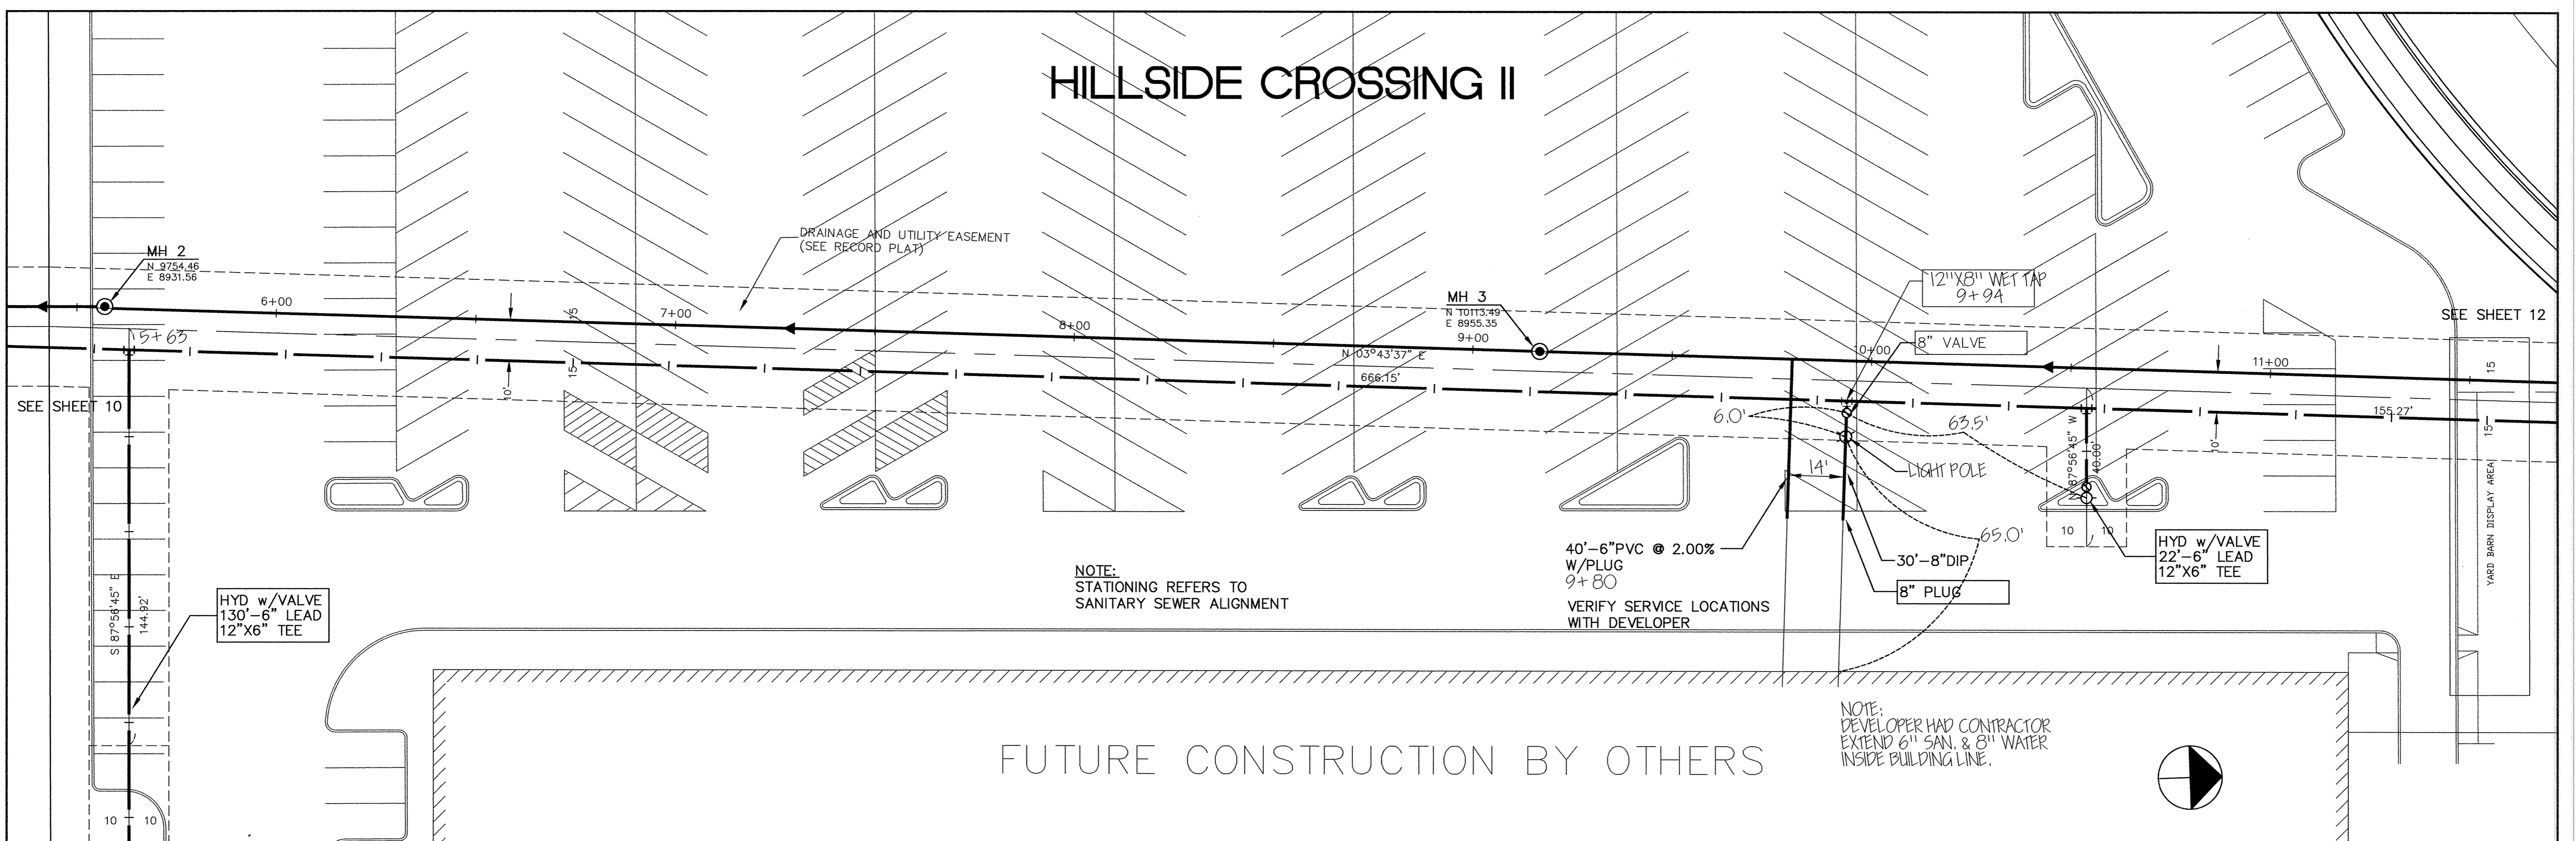 HILLSIDE CROSSING II
MH 2
N 9754.46
E 8931.56
DRAINAGE AND UTILITY EASEMENT
(SEE RECORD PLAT)
6+00
7+00
8+00
MH 3
N 10113.49
E 8955.35
9+00
N 03°43'37" E
666.15'
12"X8" WET TAP
9+94
8" VALVE
10+00
11+00
SEE SHEET 12
5+63
10'
15
15
SEE SHEET 10
6.0'
63.5'
LIGHT POLE
14'
65.0'
N 87°56'45" W
40.00'
10'
155.27'
15
15
YARD BARN DISPLAY AREA
10
10
HYD w/VALVE
22'-6" LEAD
12"X6" TEE
40'-6"PVC @ 2.00%
W/PLUG
9+80
VERIFY SERVICE LOCATIONS
WITH DEVELOPER
30'-8"DIP
8" PLUG
NOTE:
STATIONING REFERS TO
SANITARY SEWER ALIGNMENT
S 87°56'45" E
144.92'
HYD w/VALVE
130'-6" LEAD
12"X6" TEE
10
10
FUTURE CONSTRUCTION BY OTHERS
NOTE:
DEVELOPER HAD CONTRACTOR
EXTEND 6" SAN. & 8" WATER
INSIDE BUILDING LINE.